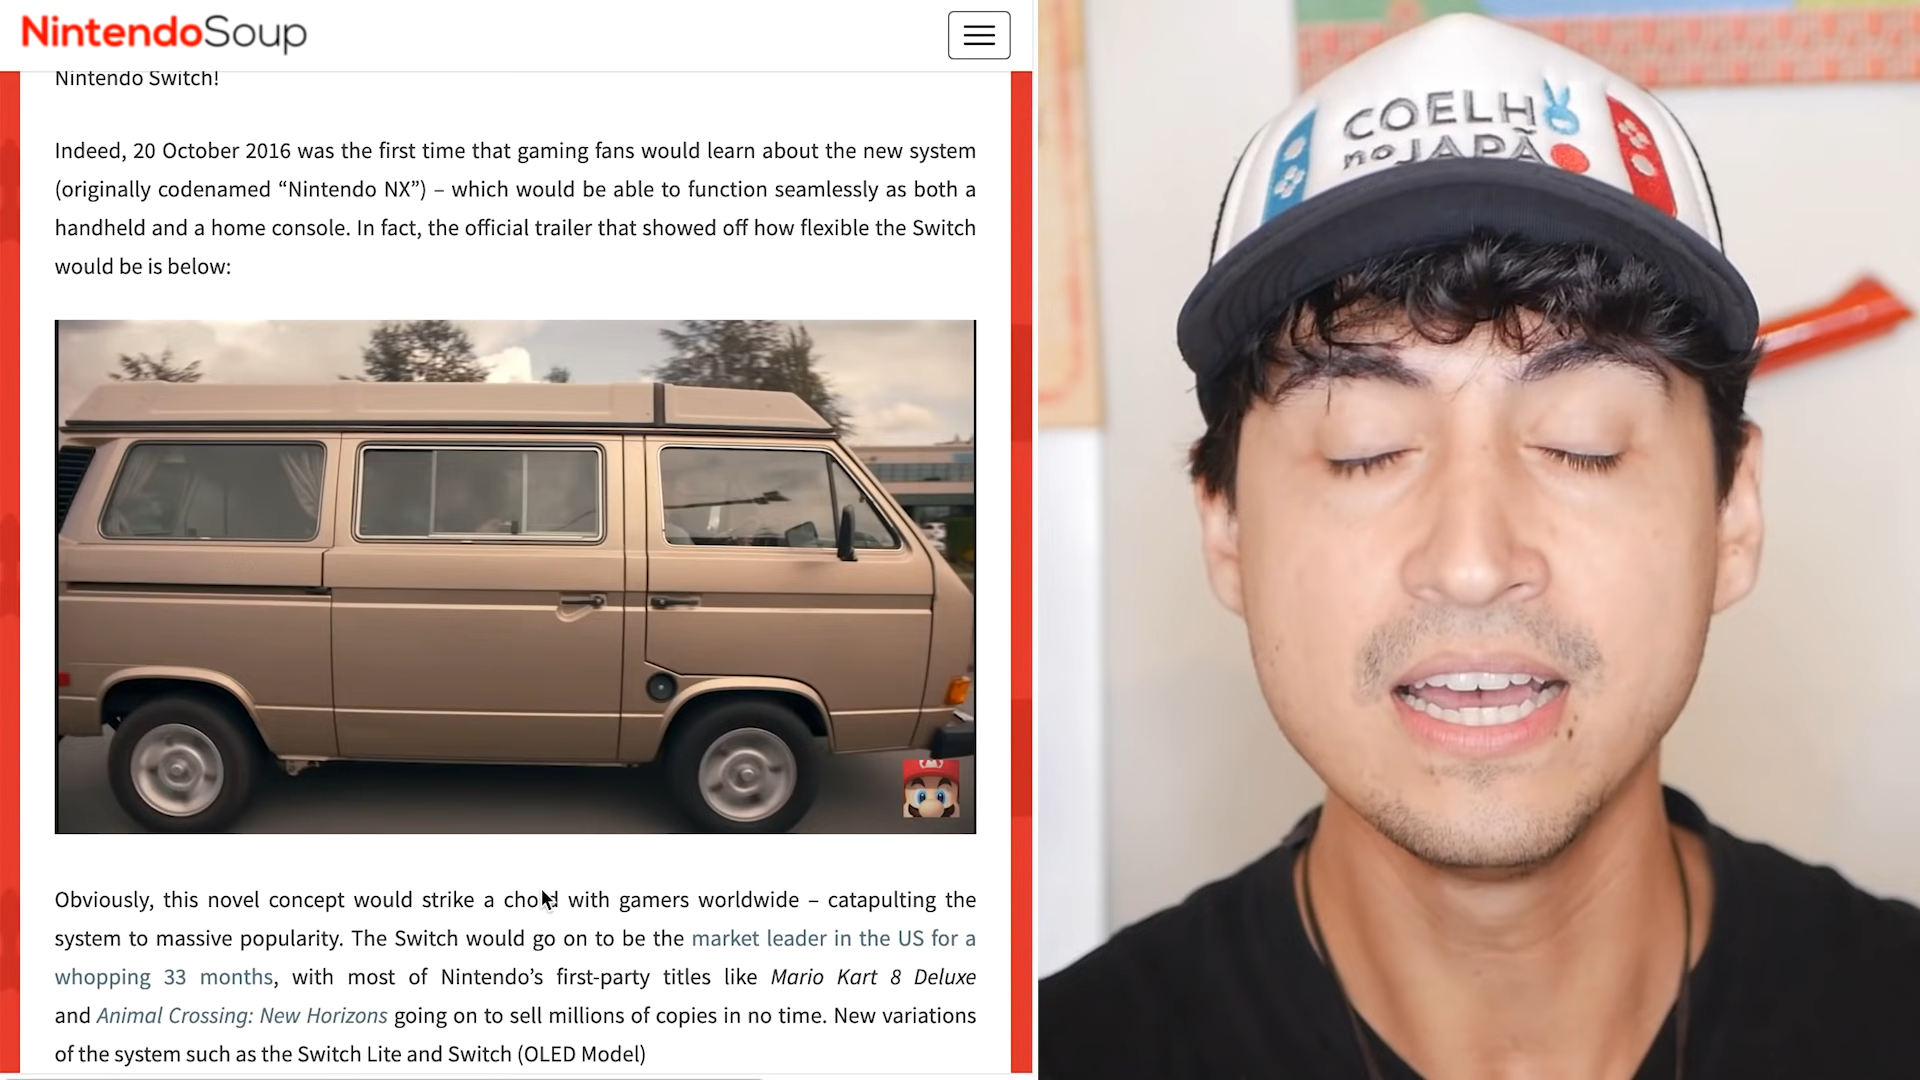 NintendoSoup
Nintendo Switch!
Indeed, 20 October 2016 was the first time that gaming fans would learn about the new system
(originally codenamed “Nintendo NX”) – which would be able to function seamlessly as both a
handheld and a home console. In fact, the official trailer that showed off how flexible the Switch
would be is below:
Obviously, this novel concept would strike a chord with gamers worldwide – catapulting the
system to massive popularity. The Switch would go on to be the market leader in the US for a
whopping 33 months, with most of Nintendo’s first-party titles like Mario Kart 8 Deluxe
and Animal Crossing: New Horizons going on to sell millions of copies in no time. New variations
of the system such as the Switch Lite and Switch (OLED Model)
COELHO
no JAPÃO